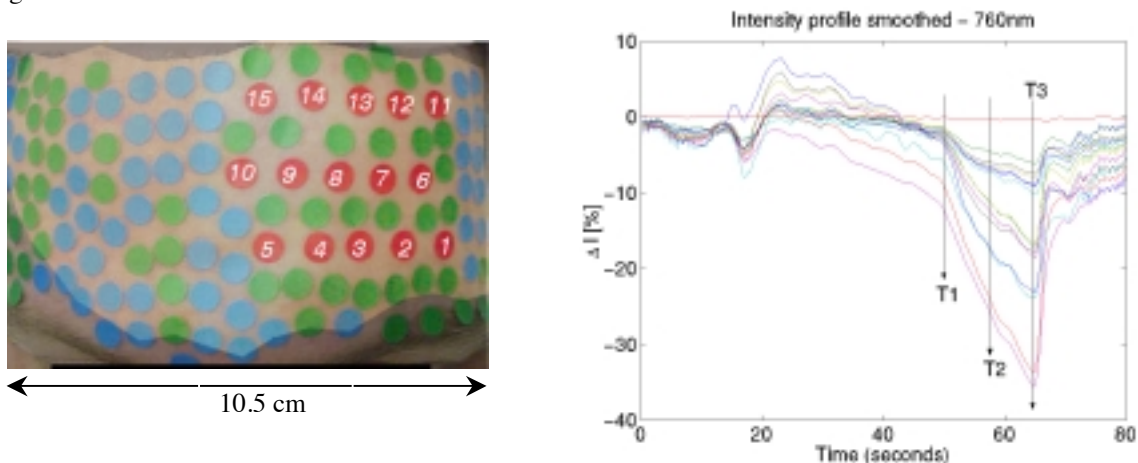 15 14 13 12 11
10 9 8 7 6
5 4 3 2 1
10.5 cm
Intensity profile smoothed – 760nm
10
0
−10
−20
−30
−40
Δ I [%]
T1
T2
T3
0 20 40 60 80
Time (seconds)